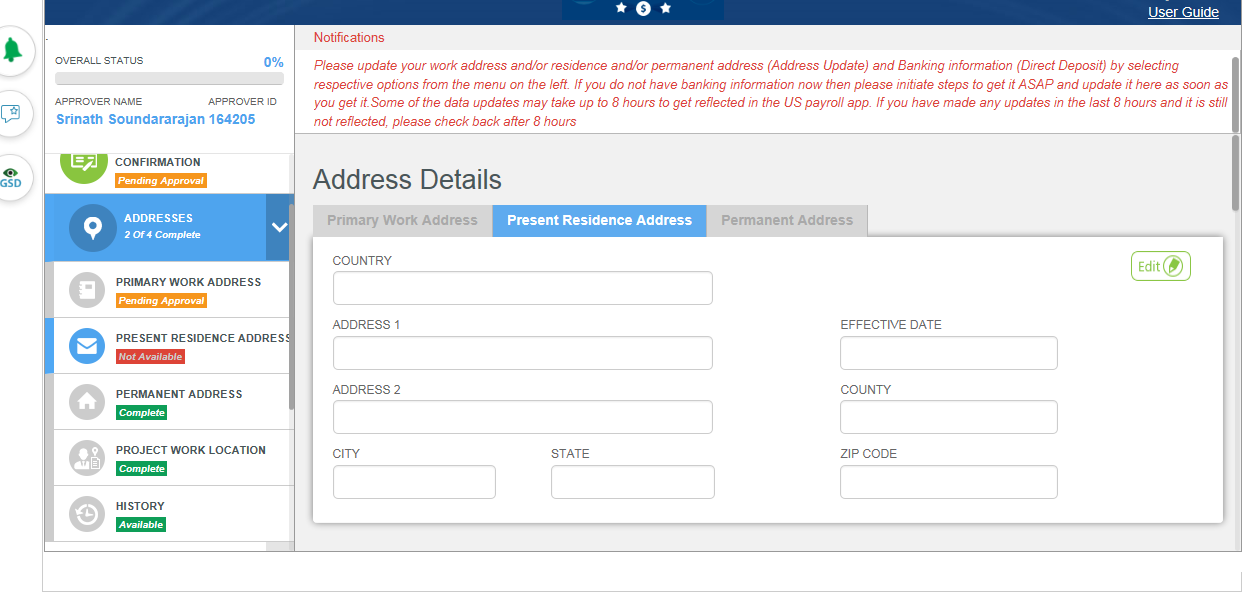 $
User Guide
GSD
OVERALL STATUS
0%
APPROVER NAME
APPROVER ID
Srinath Soundararajan 164205
CONFIRMATION
Pending Approval
ADDRESSES
2 Of 4 Complete
PRIMARY WORK ADDRESS
Pending Approval
PRESENT RESIDENCE ADDRESS
Not Available
PERMANENT ADDRESS
Complete
PROJECT WORK LOCATION
Complete
HISTORY
Available
Notifications
Please update your work address and/or residence and/or permanent address (Address Update) and Banking information (Direct Deposit) by selecting
respective options from the menu on the left. If you do not have banking information now then please initiate steps to get it ASAP and update it here as soon as
you get it.Some of the data updates may take up to 8 hours to get reflected in the US payroll app. If you have made any updates in the last 8 hours and it is still
not reflected, please check back after 8 hours
Address Details
Primary Work Address
Present Residence Address
Permanent Address
Edit
COUNTRY
ADDRESS 1
EFFECTIVE DATE
ADDRESS 2
COUNTY
CITY
STATE
ZIP CODE